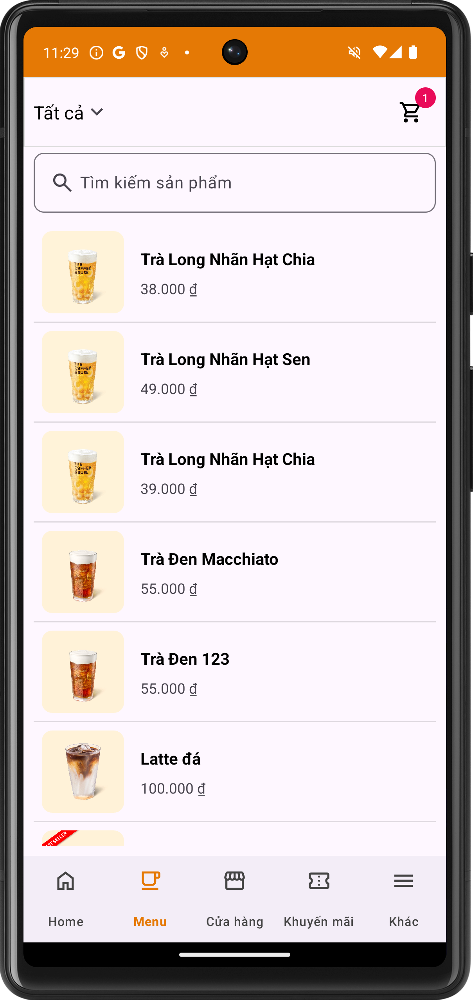 11:29
1
Tất cả
Tìm kiếm sản phẩm
THE
COFFEE
HOUSE
Trà Long Nhãn Hạt Chia
38.000 ₫
THE
COFFEE
HOUSE
Trà Long Nhãn Hạt Sen
49.000 ₫
THE
COFFEE
HOUSE
Trà Long Nhãn Hạt Chia
39.000 ₫
Trà Đen Macchiato
55.000 ₫
Trà Đen 123
55.000 ₫
Latte đá
100.000 ₫
EST SELLER
Home
Menu
Cửa hàng
Khuyến mãi
Khác